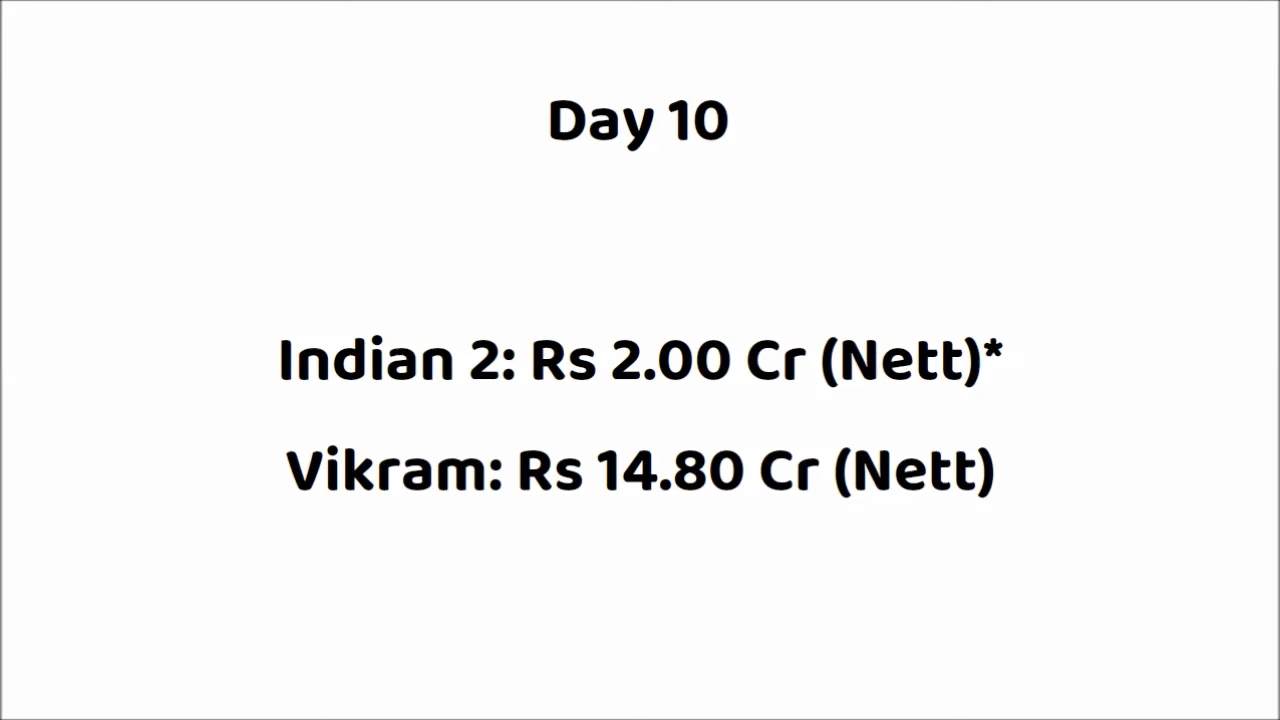 Day 10
Indian 2: Rs 2.00 Cr (Nett)*
Vikram: Rs 14.80 Cr (Nett)